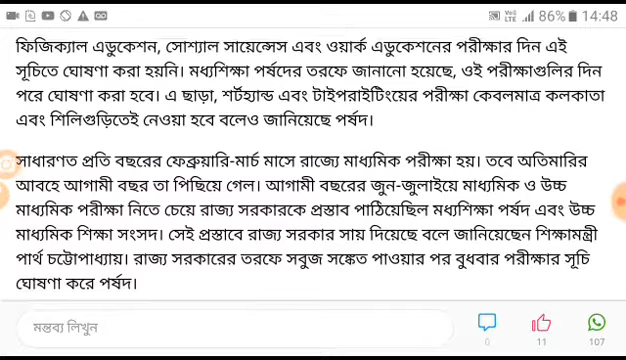 VoLTE 86% 14:48
ফিজিক্যাল এডুকেশন, সোশ্যাল সায়েন্সেস এবং ওয়ার্ক এডুকেশনের পরীক্ষার দিন এই
সূচিতে ঘোষণা করা হয়নি। মধ্যশিক্ষা পর্ষদের তরফে জানানো হয়েছে, ওই পরীক্ষাগুলির দিন
পরে ঘোষণা করা হবে। এ ছাড়া, শর্টহ্যান্ড এবং টাইপরাইটিংয়ের পরীক্ষা কেবলমাত্র কলকাতা
এবং শিলিগুড়িতেই নেওয়া হবে বলেও জানিয়েছে পর্ষদ।
সাধারণত প্রতি বছরের ফেব্রুয়ারি-মার্চ মাসে রাজ্যে মাধ্যমিক পরীক্ষা হয়। তবে অতিমারির
আবহে আগামী বছর তা পিছিয়ে গেল। আগামী বছরের জুন-জুলাইয়ে মাধ্যমিক ও উচ্চ
মাধ্যমিক পরীক্ষা নিতে চেয়ে রাজ্য সরকারকে প্রস্তাব পাঠিয়েছিল মধ্যশিক্ষা পর্ষদ এবং উচ্চ
মাধ্যমিক শিক্ষা সংসদ। সেই প্রস্তাবে রাজ্য সরকার সায় দিয়েছে বলে জানিয়েছেন শিক্ষামন্ত্রী
পার্থ চট্টোপাধ্যায়। রাজ্য সরকারের তরফে সবুজ সঙ্কেত পাওয়ার পর বুধবার পরীক্ষার সূচি
ঘোষণা করে পর্ষদ।
মন্তব্য লিখুন
0 11 107